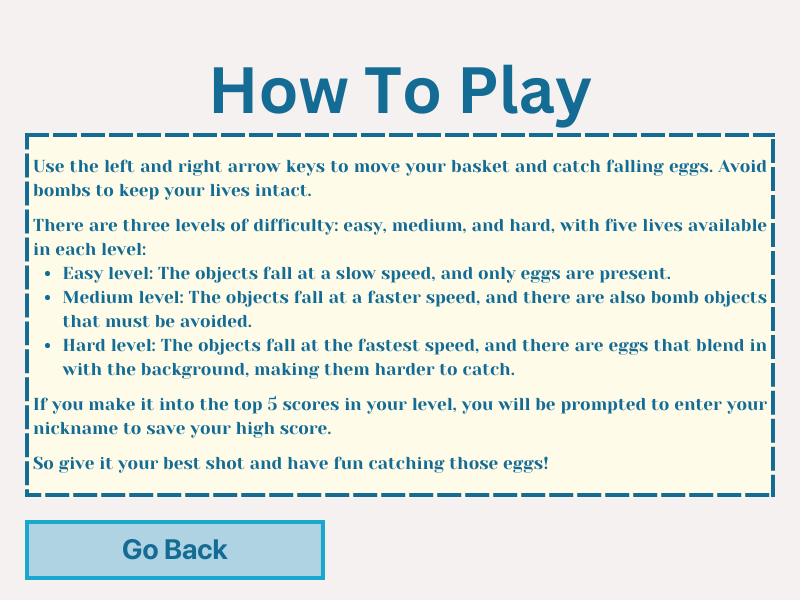 How To Play
Use the left and right arrow keys to move your basket and catch falling eggs. Avoid
bombs to keep your lives intact.
There are three levels of difficulty: easy, medium, and hard, with five lives available
in each level:
• Easy level: The objects fall at a slow speed, and only eggs are present.
• Medium level: The objects fall at a faster speed, and there are also bomb objects
that must be avoided.
• Hard level: The objects fall at the fastest speed, and there are eggs that blend in
with the background, making them harder to catch.
If you make it into the top 5 scores in your level, you will be prompted to enter your
nickname to save your high score.
So give it your best shot and have fun catching those eggs!
Go Back